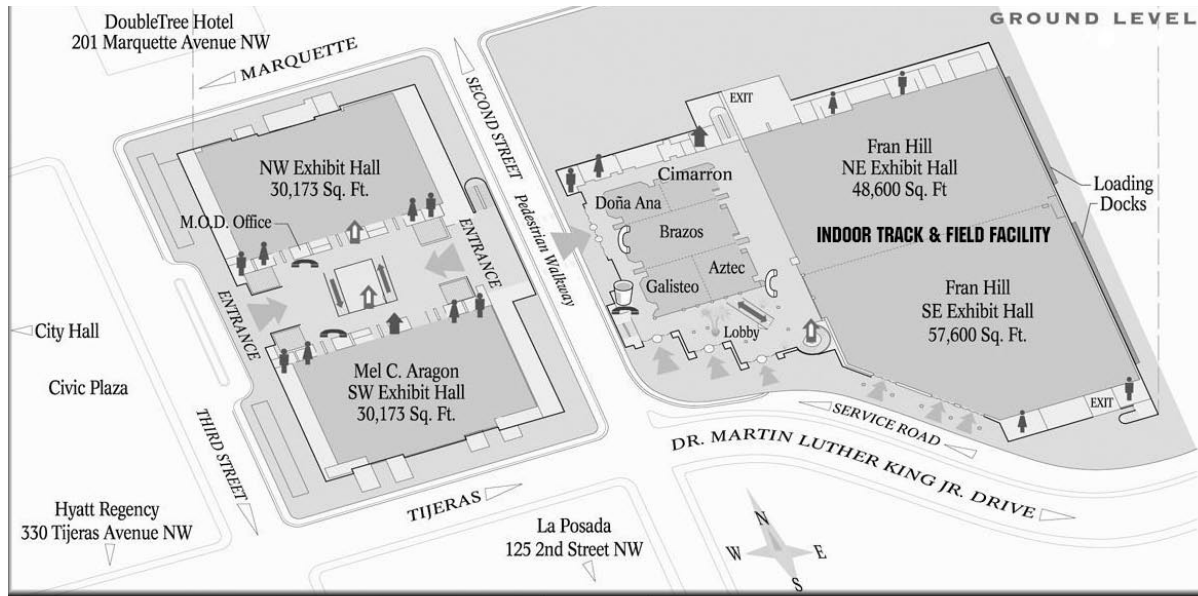 GROUND LEVEL
DoubleTree Hotel
201 Marquette Avenue NW
MARQUETTE
SECOND STREET
Pedestrian Walkway
NW Exhibit Hall
30,173 Sq. Ft.
M.O.D. Office
ENTRANCE
ENTRANCE
Mel C. Aragon
SW Exhibit Hall
30,173 Sq. Ft.
City Hall
Civic Plaza
THIRD STREET
TIJERAS
Hyatt Regency
330 Tijeras Avenue NW
La Posada
125 2nd Street NW
EXIT
Cimarron
Doña Ana
Brazos
Aztec
Galisteo
Lobby
Fran Hill
NE Exhibit Hall
48,600 Sq. Ft
INDOOR TRACK & FIELD FACILITY
Fran Hill
SE Exhibit Hall
57,600 Sq. Ft.
Loading
Docks
EXIT
SERVICE ROAD
DR. MARTIN LUTHER KING JR. DRIVE
N
W
E
S